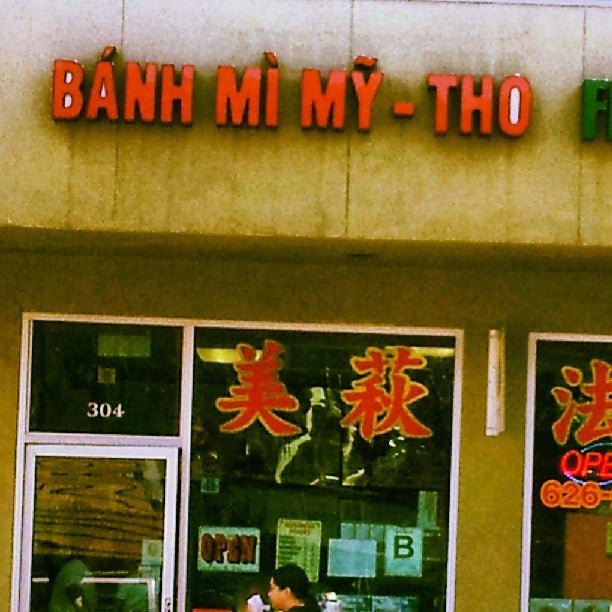 BÁNH MÌ MỸ - THO
美萩
304
法
OPE
626-
OPEN
B